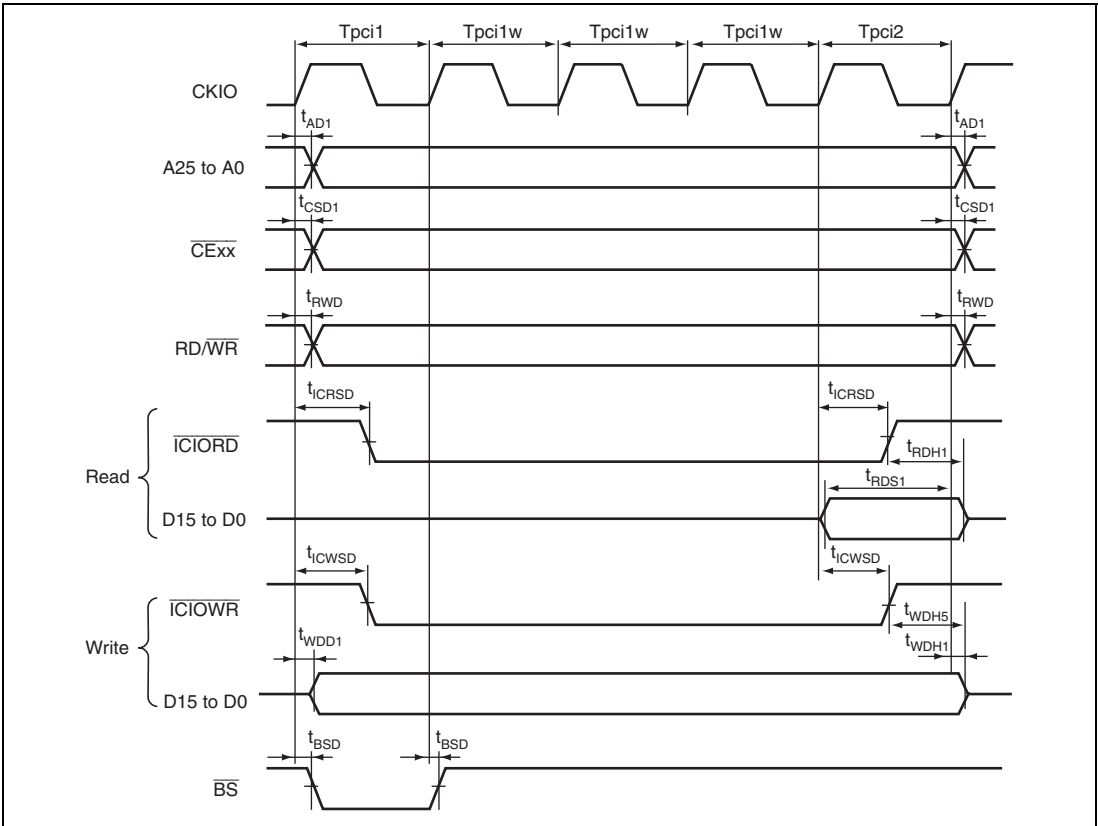 Tpci1 Tpci1w Tpci1w Tpci1w Tpci2
CKIO
tAD1 tAD1
A25 to A0
tCSD1 tCSD1
CExx
tRWD tRWD
RD/WR
tICRSD tICRSD
ICIORD
tRDH1
Read
tRDS1
D15 to D0
tICWSD tICWSD
ICIOWR
tWDH5
Write
tWDD1 tWDH1
D15 to D0
tBSD tBSD
BS